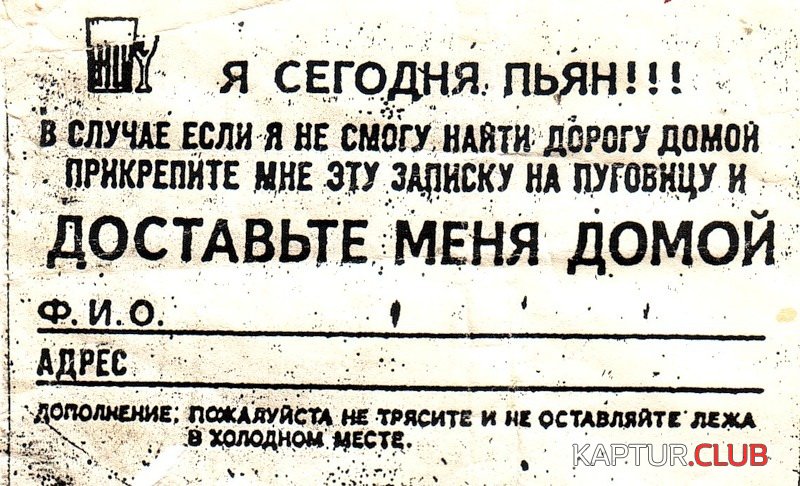 Я СЕГОДНЯ ПЬЯН!!!
В СЛУЧАЕ ЕСЛИ Я НЕ СМОГУ НАЙТИ ДОРОГУ ДОМОЙ
ПРИКРЕПИТЕ МНЕ ЭТУ ЗАПИСКУ НА ПУГОВИЦУ И
ДОСТАВЬТЕ МЕНЯ ДОМОЙ
Ф. И. О.
АДРЕС
ДОПОЛНЕНИЕ: ПОЖАЛУЙСТА НЕ ТРЯСИТЕ И НЕ ОСТАВЛЯЙТЕ ЛЕЖА
В ХОЛОДНОМ МЕСТЕ.
KAPTUR.CLUB